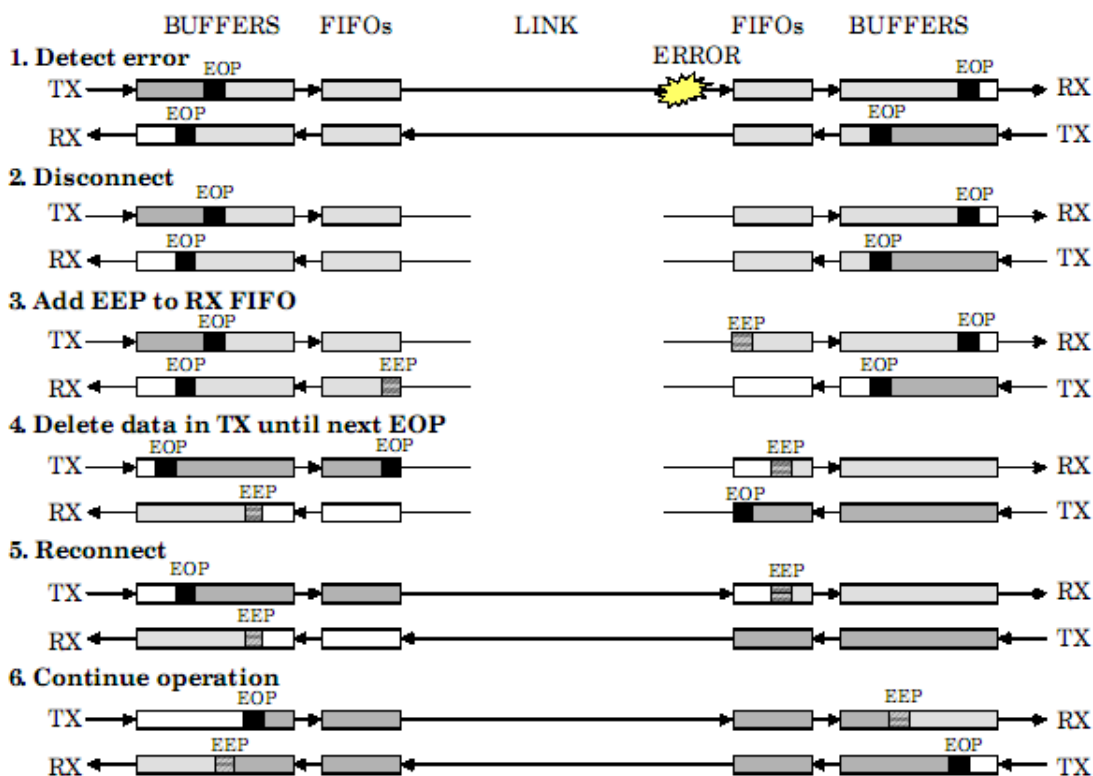 BUFFERS FIFOs LINK FIFOs BUFFERS
1. Detect error
ERROR
EOP EOP
TX RX
EOP EOP
RX TX
2. Disconnect
EOP EOP
TX RX
EOP EOP
RX TX
3. Add EEP to RX FIFO
EOP EEP EOP
TX RX
EOP EEP EOP
RX TX
4. Delete data in TX until next EOP
EOP EOP EEP
TX RX
EEP EOP
RX TX
5. Reconnect
EOP EEP
TX RX
EEP
RX TX
6. Continue operation
EOP EEP
TX RX
EEP EOP
RX TX